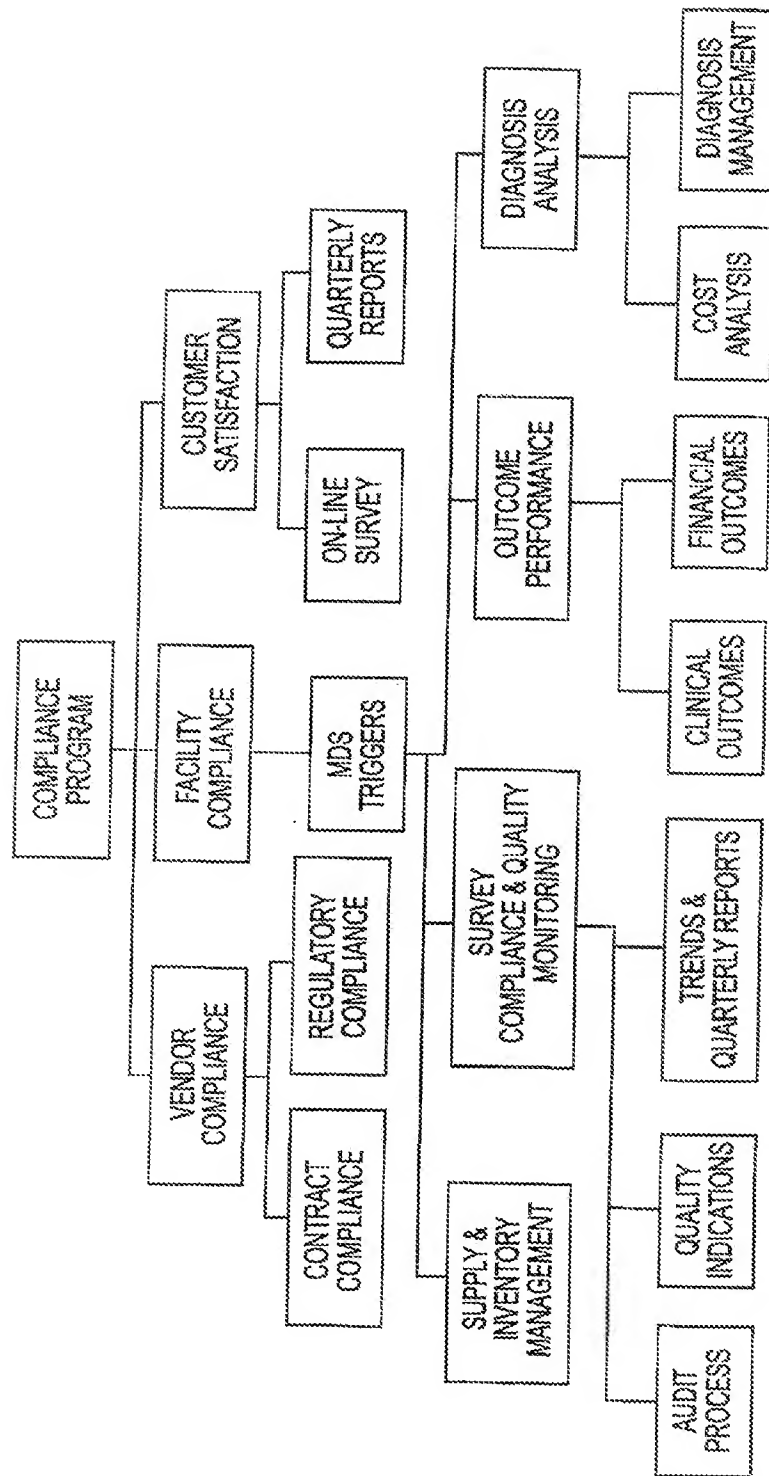 COMPLIANCE
PROGRAM
VENDOR
COMPLIANCE
FACILITY
COMPLIANCE
CUSTOMER
SATISFACTION
CONTRACT
COMPLIANCE
REGULATORY
COMPLIANCE
MDS
TRIGGERS
ON-LINE
SURVEY
QUARTERLY
REPORTS
SUPPLY &
INVENTORY
MANAGEMENT
SURVEY
COMPLIANCE & QUALITY
MONITORING
OUTCOME
PERFORMANCE
DIAGNOSIS
ANALYSIS
AUDIT
PROCESS
QUALITY
INDICATIONS
TRENDS &
QUARTERLY REPORTS
CLINICAL
OUTCOMES
FINANCIAL
OUTCOMES
COST
ANALYSIS
DIAGNOSIS
MANAGEMENT